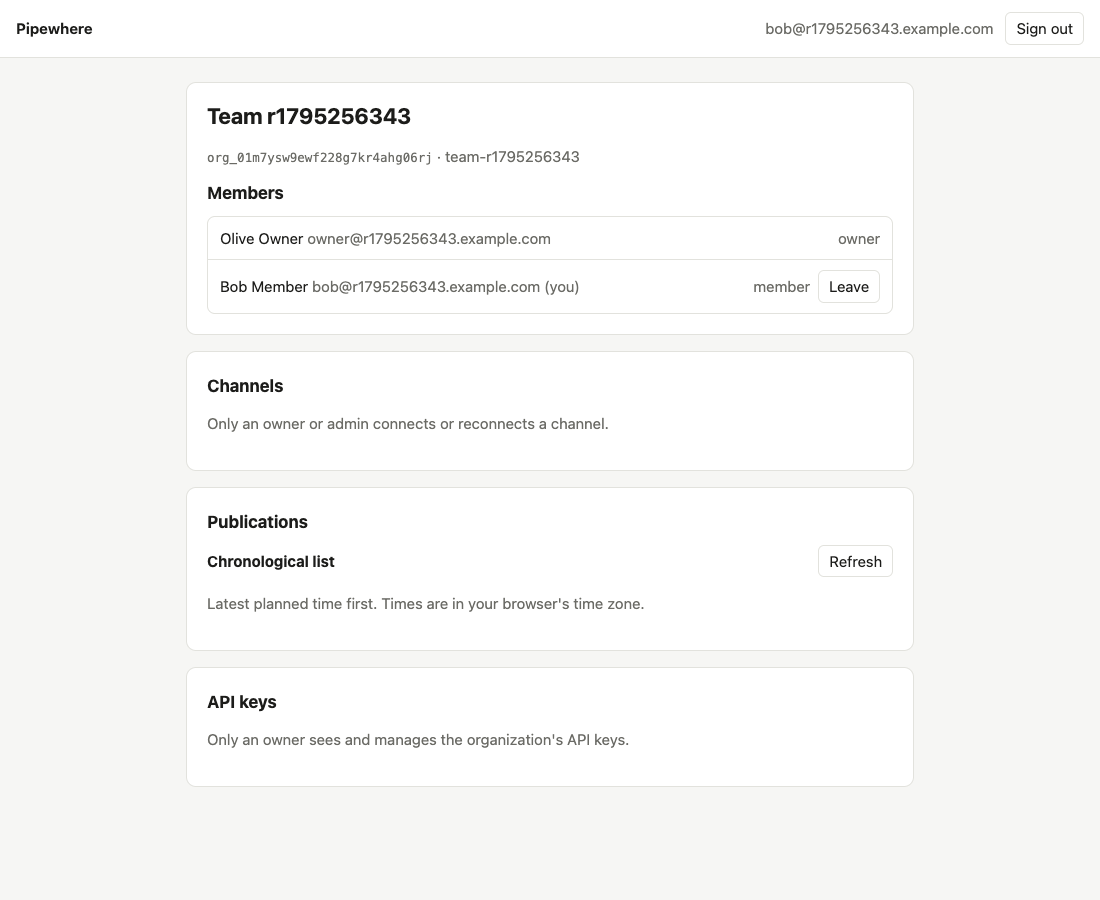 Pipewhere
bob@r1795256343.example.com Sign out
Team r1795256343
org_01m7ysw9ewf228g7kr4ahg06rj · team-r1795256343
Members
Olive Owner owner@r1795256343.example.com owner
Bob Member bob@r1795256343.example.com (you) member Leave
Channels
Only an owner or admin connects or reconnects a channel.
Publications
Chronological list Refresh
Latest planned time first. Times are in your browser's time zone.
API keys
Only an owner sees and manages the organization's API keys.